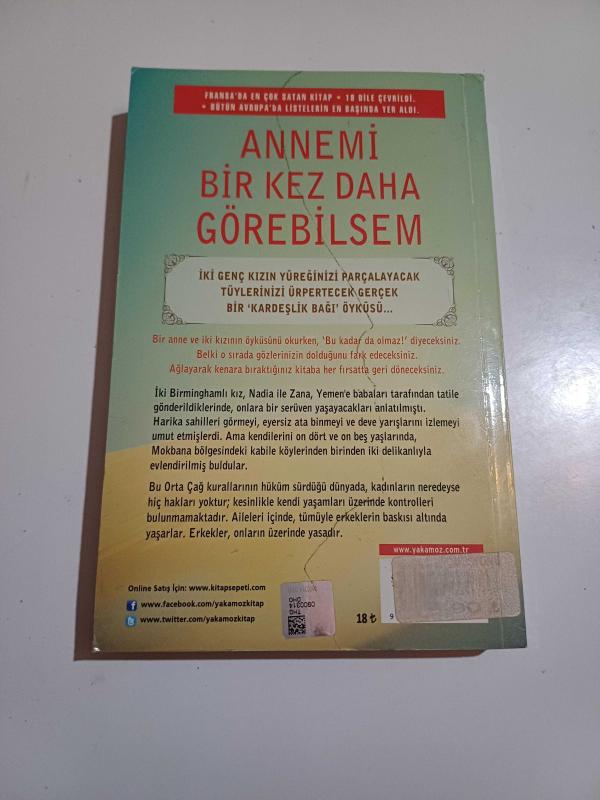 FRANSA'DA EN ÇOK SATAN KİTAP • 18 DİLE ÇEVRİLDİ.
• BÜTÜN AVRUPA'DA LİSTELERİN EN BAŞINDA YER ALDI.
ANNEMİ
BİR KEZ DAHA
GÖREBİLSEM
İKİ GENÇ KIZIN YÜREĞİNİZİ PARÇALAYACAK
TÜYLERİNİZİ ÜRPERTECEK GERÇEK
BİR 'KARDEŞLİK BAĞI' ÖYKÜSÜ...
Bir anne ve iki kızının öyküsünü okurken, 'Bu kadar da olmaz!' diyeceksiniz.
Belki o sırada gözlerinizin dolduğunu fark edeceksiniz.
Ağlayarak kenara bıraktığınız kitaba her fırsatta geri döneceksiniz.
İki Birminghamlı kız, Nadia ile Zana, Yemen'e babaları tarafından tatile
gönderildiklerinde, onlara bir serüven yaşayacakları anlatılmıştı.
Harika sahilleri görmeyi, eyersiz ata binmeyi ve deve yarışlarını izlemeyi
umut etmişlerdi. Ama kendilerini on dört ve on beş yaşlarında,
Mokbana bölgesindeki kabile köylerinden birinden iki delikanlıyla
evlendirilmiş buldular.
Bu Orta Çağ kurallarının hüküm sürdüğü dünyada, kadınların neredeyse
hiç hakları yoktur; kesinlikle kendi yaşamları üzerinde kontrolleri
bulunmamaktadır. Aileleri içinde, tümüyle erkeklerin baskısı altında
yaşarlar. Erkekler, onların üzerinde yasadır.
www.yakamoz.com.tr
Online Satış İçin: www.kitapsepeti.com
www.facebook.com/yakamozkitap
www.twitter.com/yakamozkitap
THG
0900314
OHO
18 ₺
9